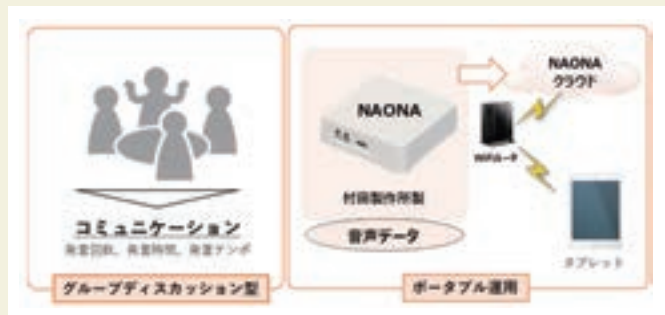 コミュニケーション
発言回数、発言時間、発言テンポ
グループディスカッション型
NAONA
村田製作所製
音声データ
NAONA
クラウド
WiFiルータ
タブレット
ポータブル運用